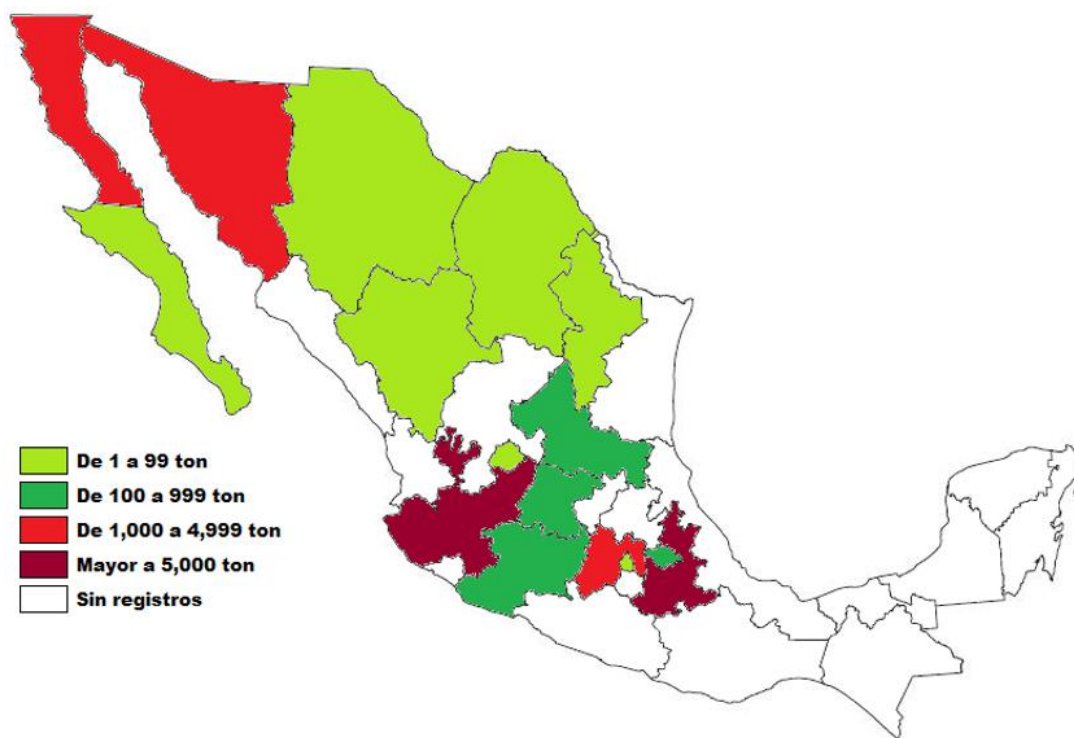 De 1 a 99 ton
De 100 a 999 ton
De 1,000 a 4,999 ton
Mayor a 5,000 ton
Sin registros